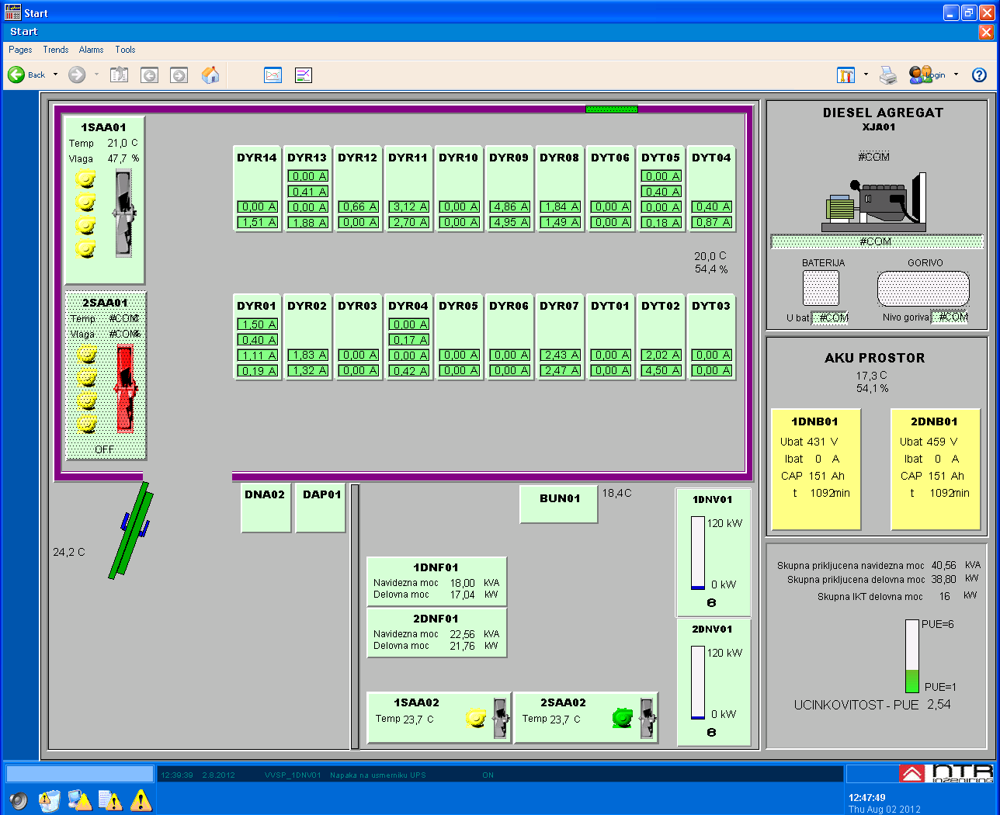 Start
Start
Pages Trends Alarms Tools
Back Login
1SAA01
Temp 21,0 C
Vlaga 47,7 %
2SAA01
Temp #COM
Vlaga #COM
OFF
DYR14 DYR13 DYR12 DYR11 DYR10 DYR09 DYR08 DYT06 DYT05 DYT04
0,00 A 0,00 A
0,41 A 0,40 A
0,00 A 0,00 A 0,66 A 3,12 A 0,00 A 4,86 A 1,84 A 0,00 A 0,00 A 0,40 A
1,51 A 1,88 A 0,00 A 2,70 A 0,00 A 4,95 A 1,49 A 0,00 A 0,18 A 0,87 A
20,0 C
54,4 %
DYR01 DYR02 DYR03 DYR04 DYR05 DYR06 DYR07 DYT01 DYT02 DYT03
1,50 A 0,00 A
0,40 A 0,17 A
1,11 A 1,83 A 0,00 A 0,00 A 0,00 A 0,00 A 2,43 A 0,00 A 2,02 A 0,00 A
0,19 A 1,32 A 0,00 A 0,42 A 0,00 A 0,00 A 2,47 A 0,00 A 4,50 A 0,00 A
24,2 C
DNA02 DAP01
BUN01 18,4C
1DNF01
Navidezna moc 18,00 kVA
Delovna moc 17,04 kW
2DNF01
Navidezna moc 22,56 kVA
Delovna moc 21,76 kW
1SAA02
Temp 23,7 C
2SAA02
Temp 23,7 C
1DNV01
120 kW
0 kW
2DNV01
120 kW
0 kW
DIESEL AGREGAT
XJA01
#COM
#COM
BATERIJA GORIVO
U bat #COM Nivo goriva #COM
AKU PROSTOR
17,3 C
54,1 %
1DNB01
Ubat 431 V
Ibat 0 A
CAP 151 Ah
t 1092min
2DNB01
Ubat 459 V
Ibat 0 A
CAP 151 Ah
t 1092min
Skupna prikljucena navidezna moc 40,56 kVA
Skupna prikljucena delovna moc 38,80 kW
Skupna IKT delovna moc 16 kW
PUE=6
PUE=1
UCINKOVITOST - PUE 2,54
12:39:39 2.8.2012 VVSP_1DNV01 Napaka na usmerniku UPS ON
NTR
inženiring
12:47:49
Thu Aug 02 2012